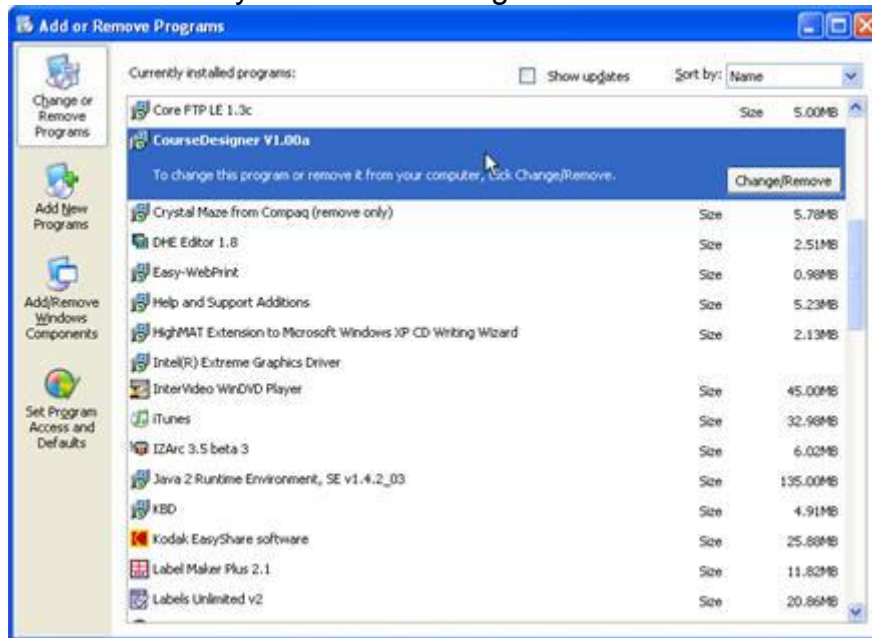 Add or Remove Programs
Change or
Remove
Programs
Add New
Programs
Add/Remove
Windows
Components
Set Program
Access and
Defaults
Currently installed programs: Show updates Sort by: Name
Core FTP LE 1.3c Size 5.00MB
CourseDesigner V1.00a
To change this program or remove it from your computer, click Change/Remove. Change/Remove
Crystal Maze from Compaq (remove only) Size 5.78MB
DHE Editor 1.8 Size 2.51MB
Easy-WebPrint Size 0.98MB
Help and Support Additions Size 5.23MB
HighMAT Extension to Microsoft Windows XP CD Writing Wizard Size 2.13MB
Intel(R) Extreme Graphics Driver
InterVideo WinDVD Player Size 45.00MB
iTunes Size 32.98MB
IZArc 3.5 beta 3 Size 6.02MB
Java 2 Runtime Environment, SE v1.4.2_03 Size 135.00MB
KBD Size 4.91MB
Kodak EasyShare software Size 25.88MB
Label Maker Plus 2.1 Size 11.82MB
Labels Unlimited v2 Size 20.86MB